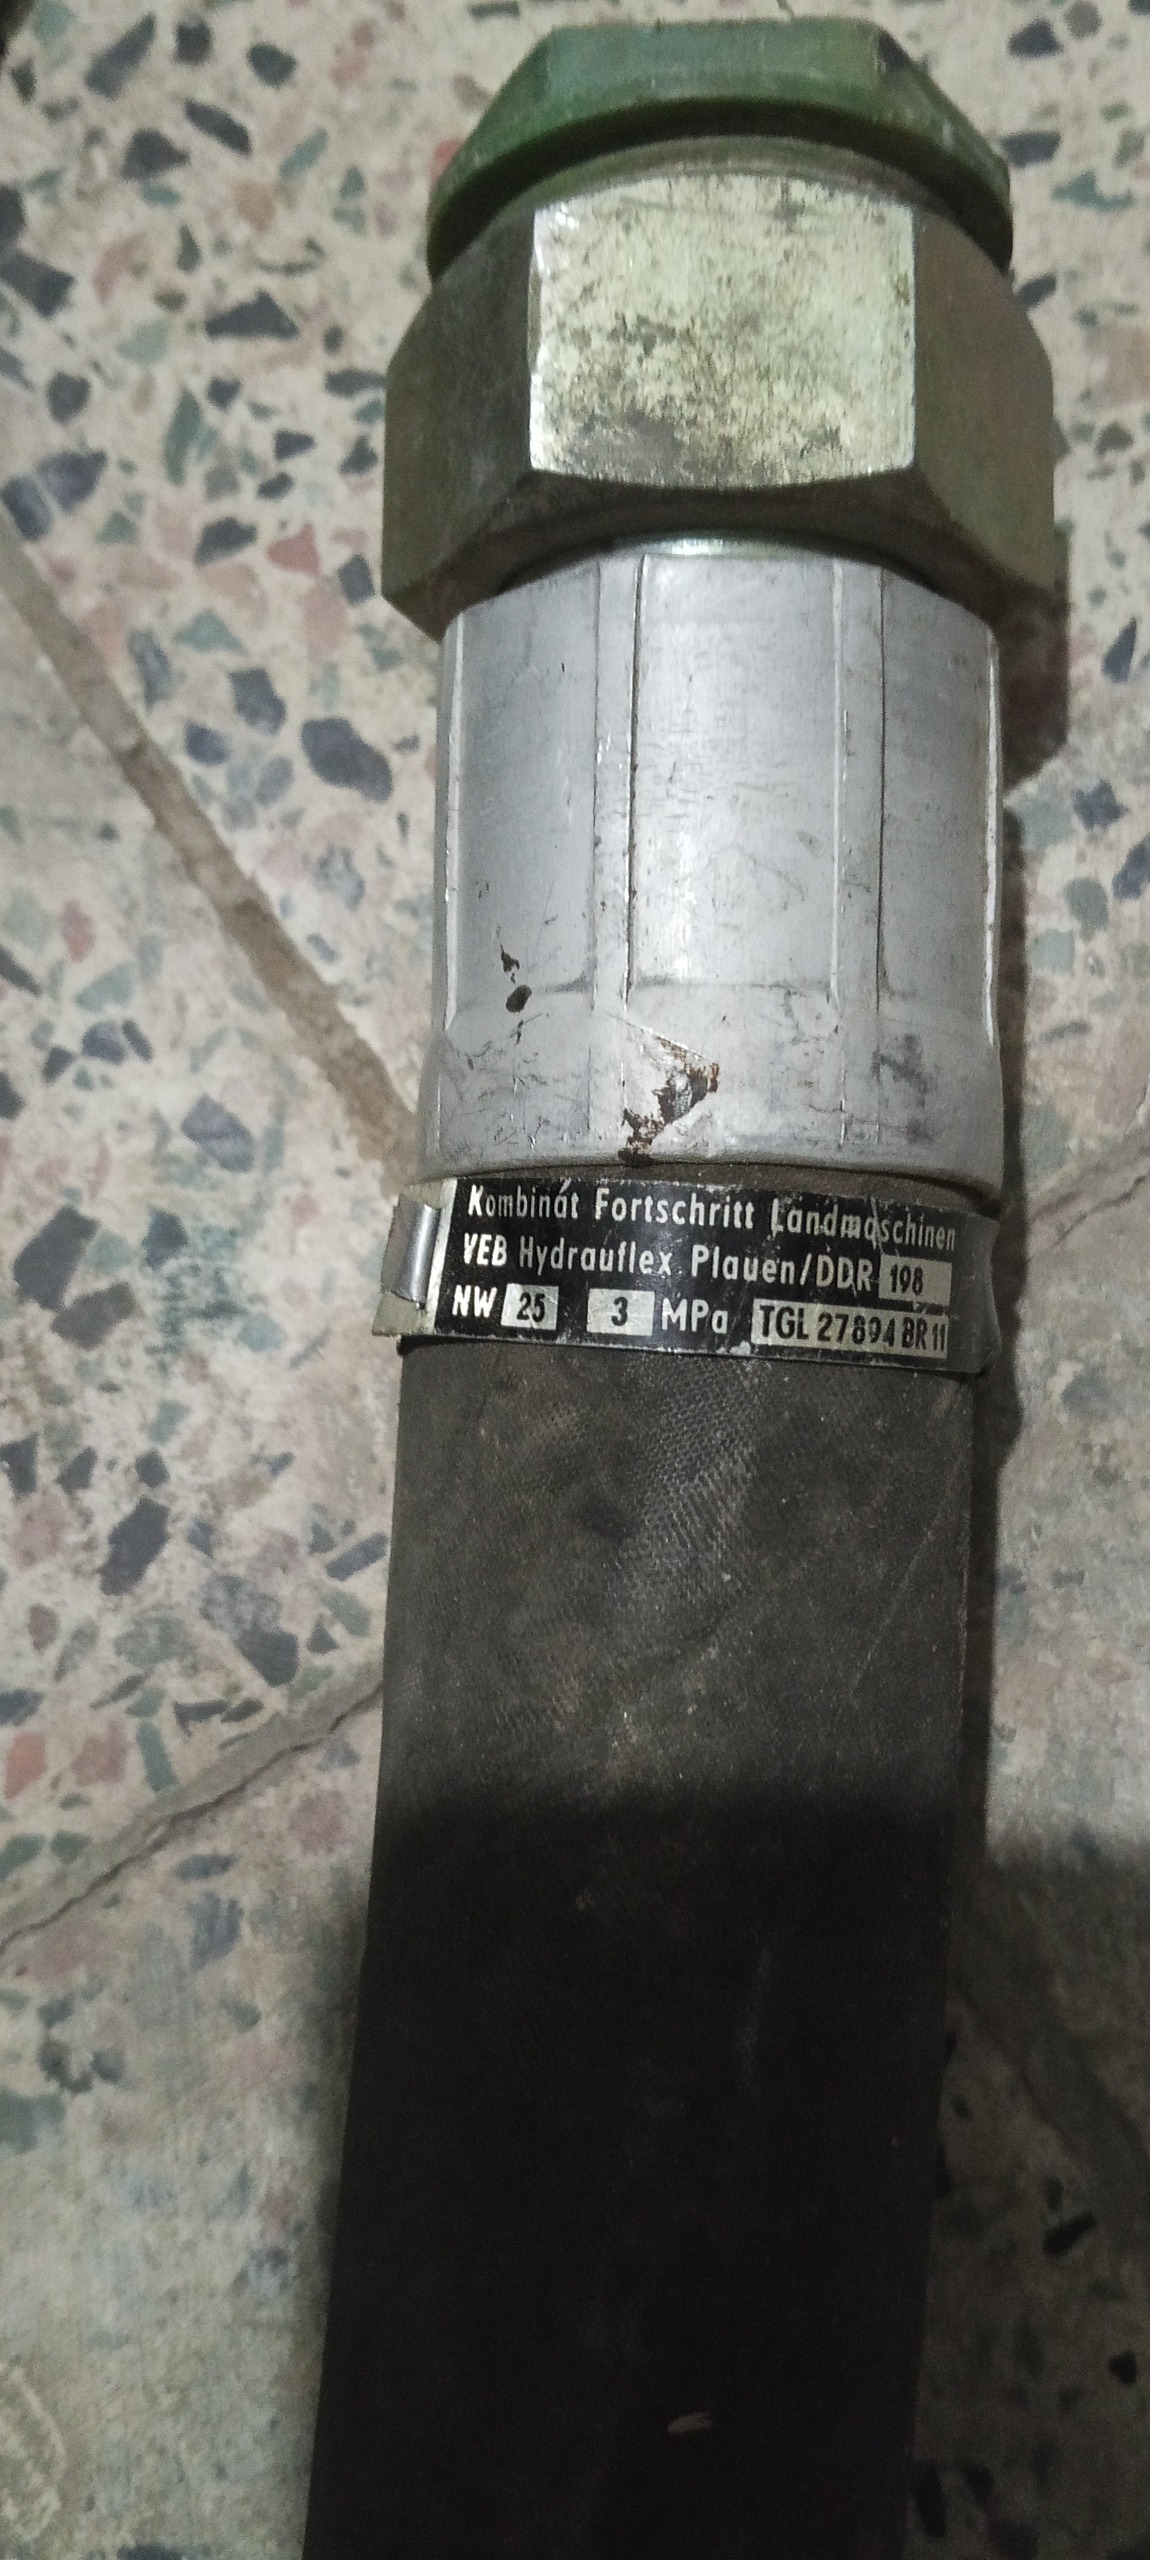 Kombinat Fortschritt Landmaschinen
VEB Hydrauflex Plauen/DDR 198
NW 25 3 MPa TGL 27894 BR 11